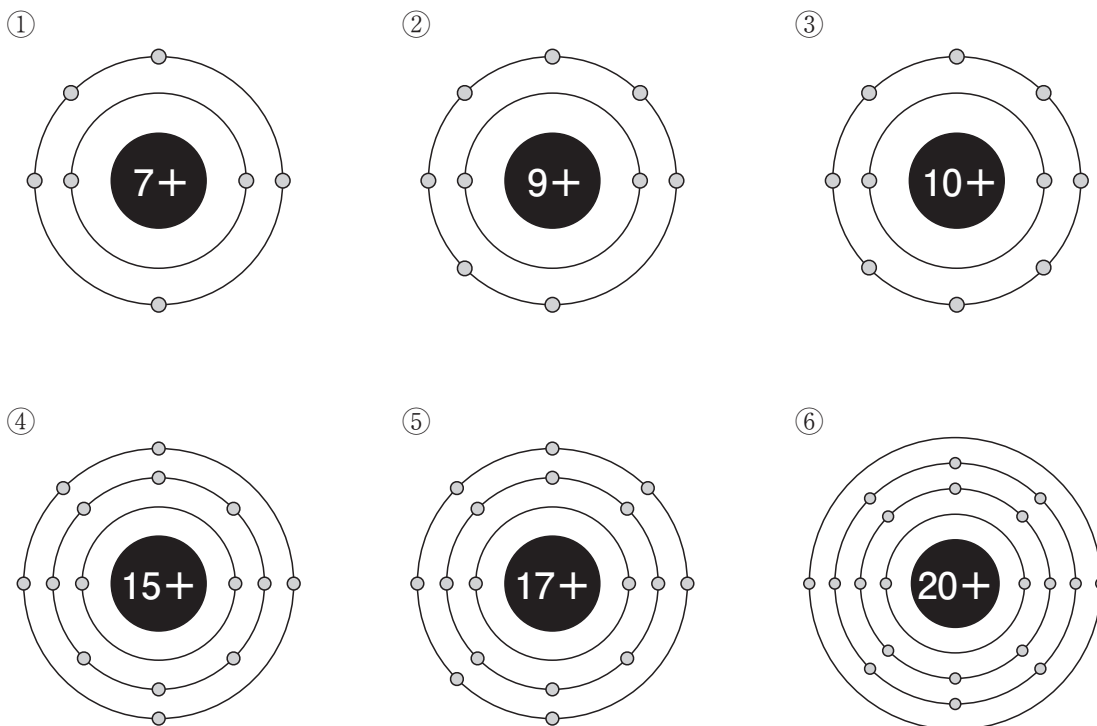 ① ② ③
7+ 9+ 10+
④ ⑤ ⑥
15+ 17+ 20+